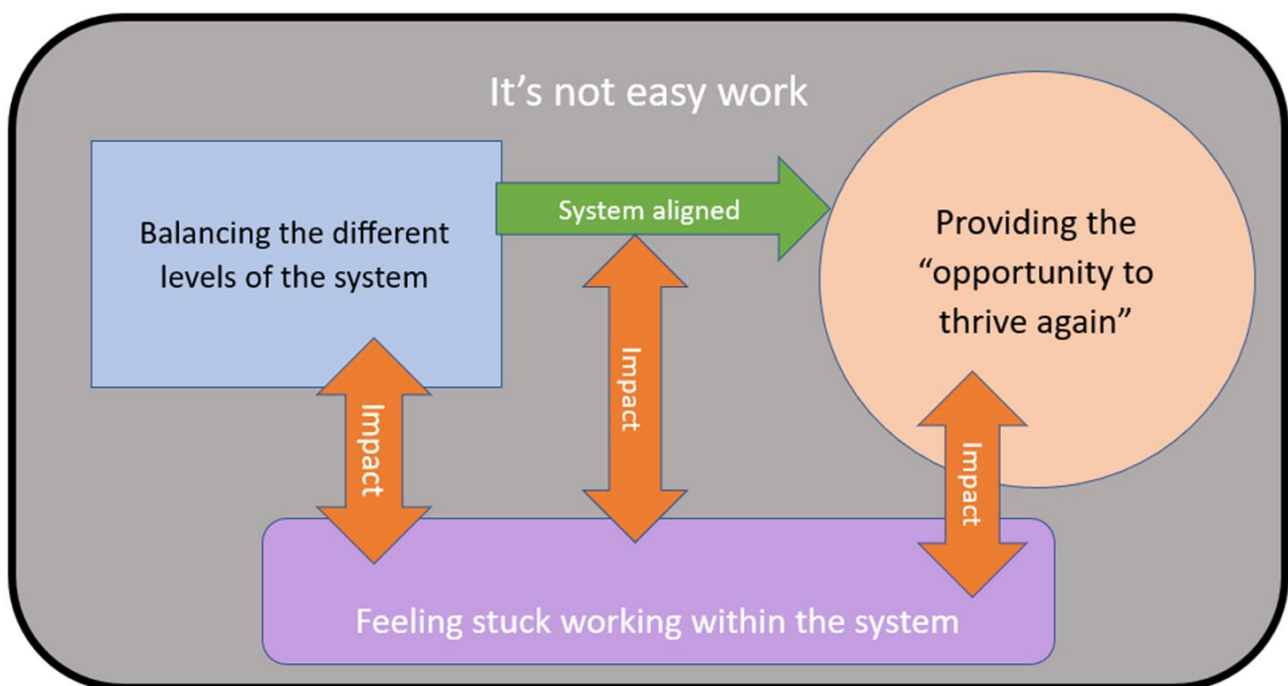 It’s not easy work
Balancing the different
levels of the system
System aligned
Providing the
“opportunity to
thrive again”
Impact
Impact
Impact
Feeling stuck working within the system